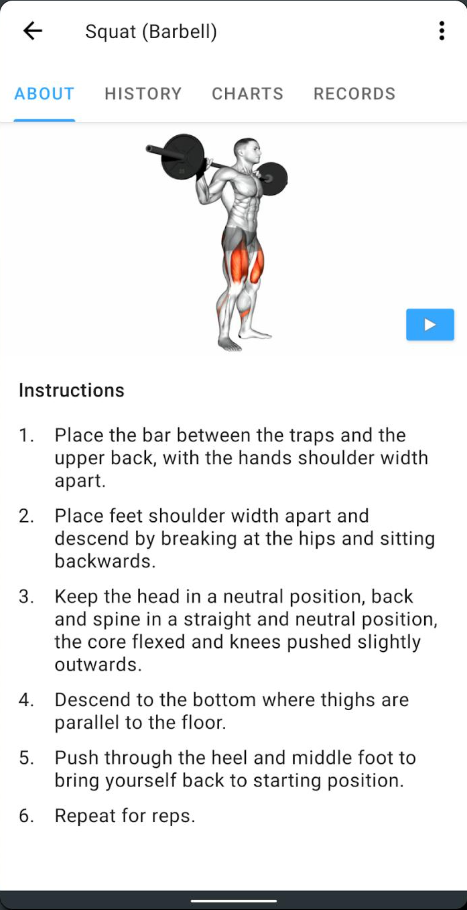 Squat (Barbell)
ABOUT HISTORY CHARTS RECORDS
Instructions
1. Place the bar between the traps and the
upper back, with the hands shoulder width
apart.
2. Place feet shoulder width apart and
descend by breaking at the hips and sitting
backwards.
3. Keep the head in a neutral position, back
and spine in a straight and neutral position,
the core flexed and knees pushed slightly
outwards.
4. Descend to the bottom where thighs are
parallel to the floor.
5. Push through the heel and middle foot to
bring yourself back to starting position.
6. Repeat for reps.